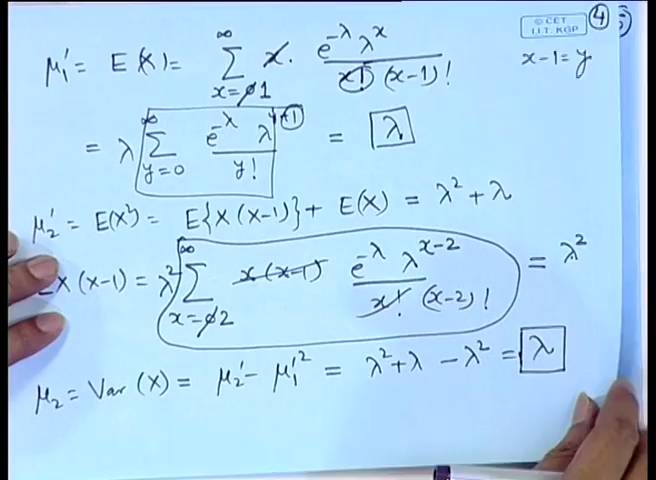 © CET
I.I.T. KGP
4
μ₁' = E(X) = ∑_{x=0̸1}^{∞} x. e^{-λ} λ^x / x! (x-1)!
x-1=y
= λ ∑_{y=0}^{∞} e^{-λ} λ^{y+1} / y! = λ
μ₂' = E(X²) = E{X(X-1)} + E(X) = λ² + λ
EX(X-1) = λ² ∑_{x=0̸2}^{∞} x(x-1) e^{-λ} λ^{x-2} / x! (x-2)! = λ²
μ₂ = Var(X) = μ₂' - μ₁'² = λ² + λ - λ² = λ